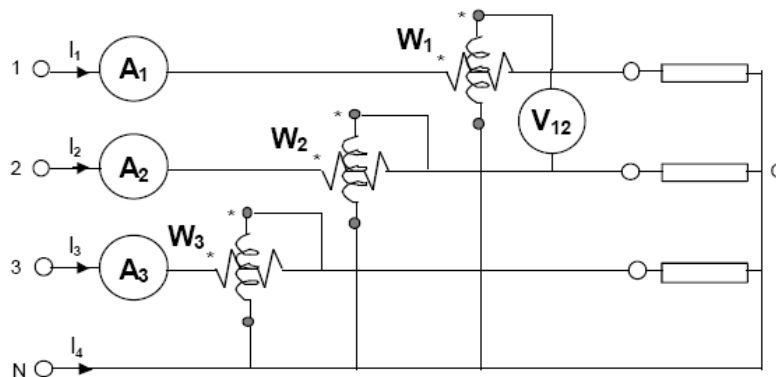 *
W₁
I₁
*
1
A₁
*
V₁₂
W₂
I₂
*
2
A₂
O
*
W₃
I₃
*
3
A₃
I₄
N